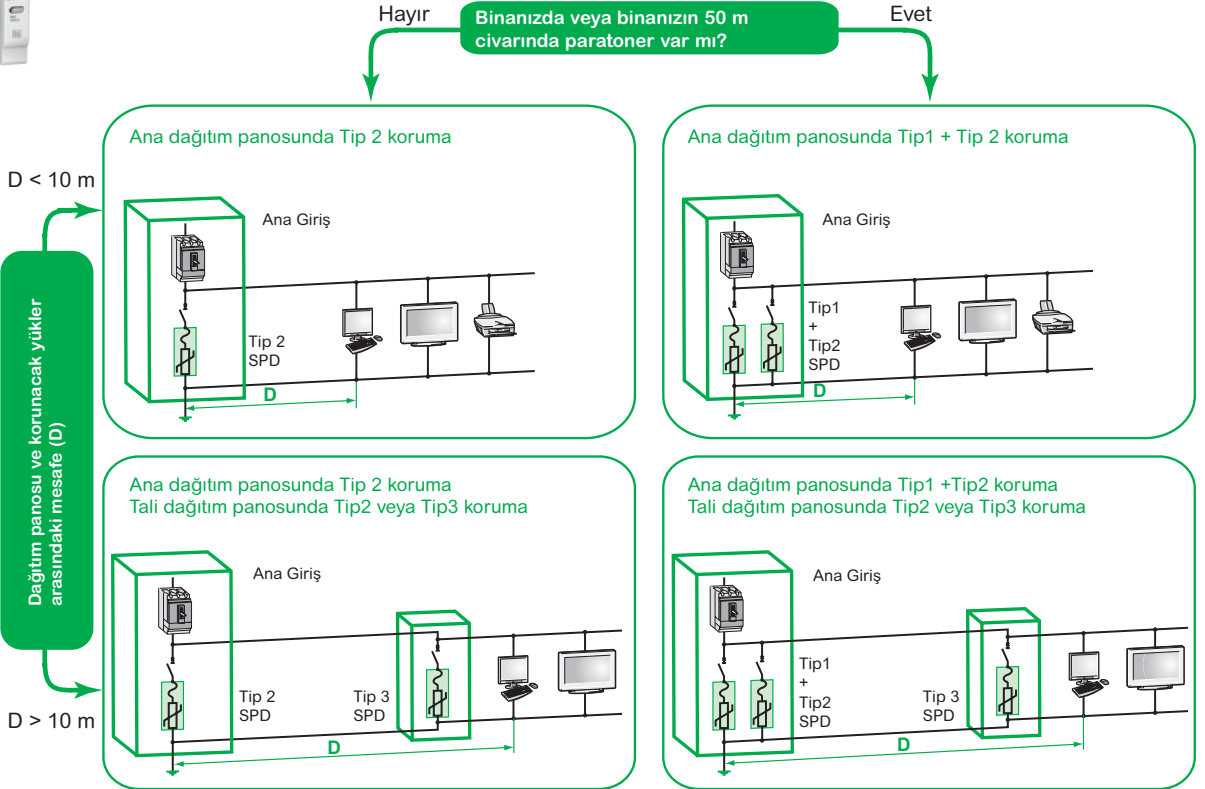 Hayır
Binanızda veya binanızın 50 m
civarında paratoner var mı?
Evet
D < 10 m
Dağıtım panosu ve korunacak yükler
arasındaki mesafe (D)
D > 10 m
Ana dağıtım panosunda Tip 2 koruma
Ana Giriş
Tip 2
SPD
D
Ana dağıtım panosunda Tip1 + Tip 2 koruma
Ana Giriş
Tip1
+
Tip2
SPD
D
Ana dağıtım panosunda Tip 2 koruma
Tali dağıtım panosunda Tip2 veya Tip3 koruma
Ana Giriş
Tip 2
SPD
Tip 3
SPD
D
Ana dağıtım panosunda Tip1 +Tip2 koruma
Tali dağıtım panosunda Tip2 veya Tip3 koruma
Ana Giriş
Tip1
+
Tip2
SPD
Tip 3
SPD
D